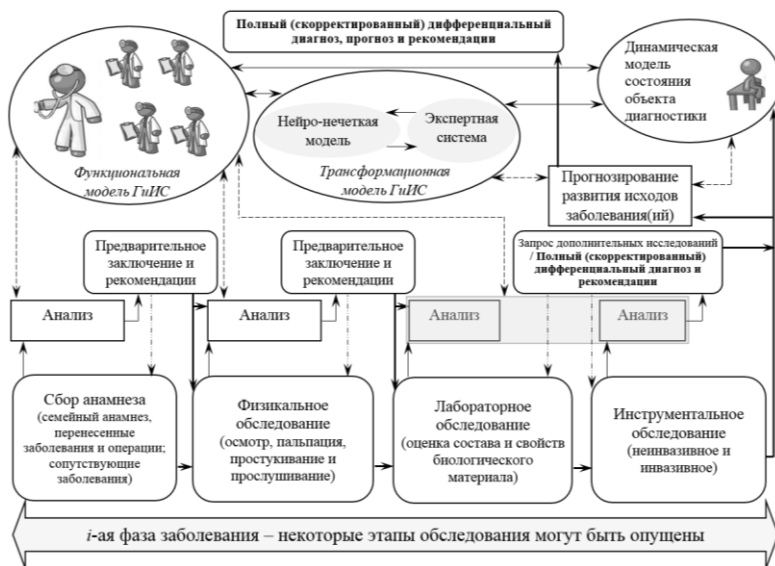 Полный (скорректированный) дифференциальный
диагноз, прогноз и рекомендации
Динамическая
модель
состояния
объекта
диагностики
Нейро-нечеткая
модель
Экспертная
система
Функциональная
модель ГиИС
Трансформационная
модель ГиИС
Прогнозирование
развития исходов
заболевания(ий)
Предварительное
заключение и
рекомендации
Предварительное
заключение и
рекомендации
Запрос дополнительных исследований
/ Полный (скорректированный)
дифференциальный диагноз и
рекомендации
Анализ
Анализ
Анализ
Анализ
Сбор анамнеза
(семейный анамнез,
перенесенные
заболевания и операции;
сопутствующие
заболевания)
Физикальное
обследование
(осмотр, пальпация,
простукивание и
прослушивание)
Лабораторное
обследование
(оценка состава и свойств
биологического
материала)
Инструментальное
обследование
(неинвазивное и
инвазивное)
i-ая фаза заболевания – некоторые этапы обследования могут быть опущены